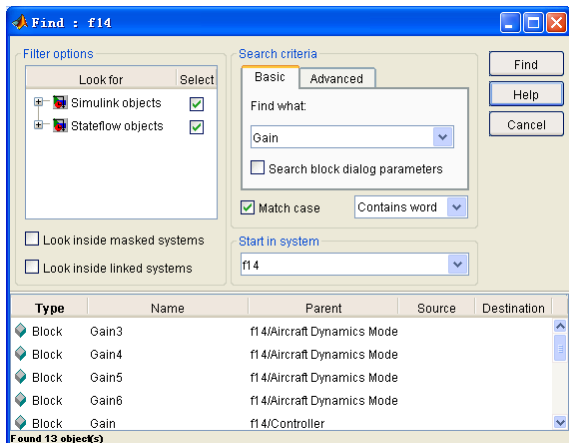 Find : f14
Filter options
Look for Select
Simulink objects
Stateflow objects
Look inside masked systems
Look inside linked systems
Search criteria
Basic Advanced
Find what:
Gain
Search block dialog parameters
Match case Contains word
Start in system
f14
Find
Help
Cancel
Type Name Parent Source Destination
Block Gain3 f14/Aircraft Dynamics Mode
Block Gain4 f14/Aircraft Dynamics Mode
Block Gain5 f14/Aircraft Dynamics Mode
Block Gain6 f14/Aircraft Dynamics Mode
Block Gain f14/Controller
Found 13 object(s)